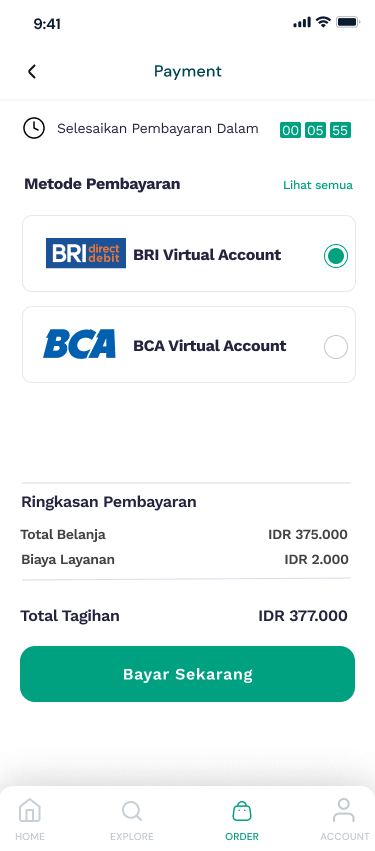 9:41
Payment
Selesaikan Pembayaran Dalam 00 05 55
Metode Pembayaran Lihat semua
BRI direct debit BRI Virtual Account
BCA BCA Virtual Account
Ringkasan Pembayaran
Total Belanja IDR 375.000
Biaya Layanan IDR 2.000
Total Tagihan IDR 377.000
Bayar Sekarang
HOME EXPLORE ORDER ACCOUNT